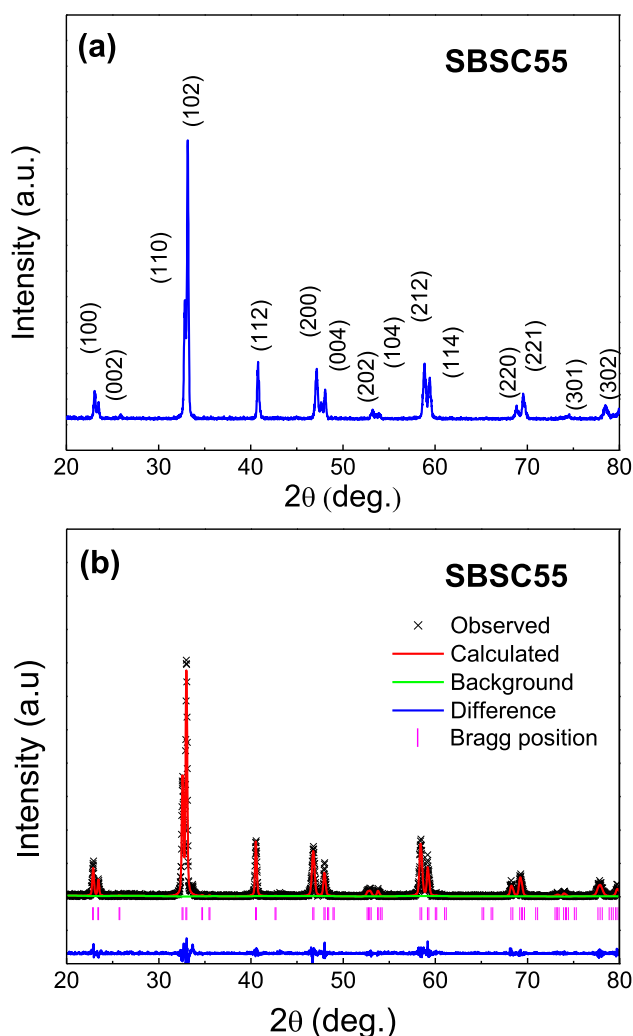 (a)
SBSC55
(100)
(002)
(110)
(102)
(112)
(200)
(004)
(202)
(104)
(212)
(114)
(220)
(221)
(301)
(302)
Intensity (a.u.)
20 30 40 50 60 70 80
2θ (deg.)
(b)
SBSC55
Observed
Calculated
Background
Difference
Bragg position
Intensity (a.u)
20 30 40 50 60 70 80
2θ (deg.)